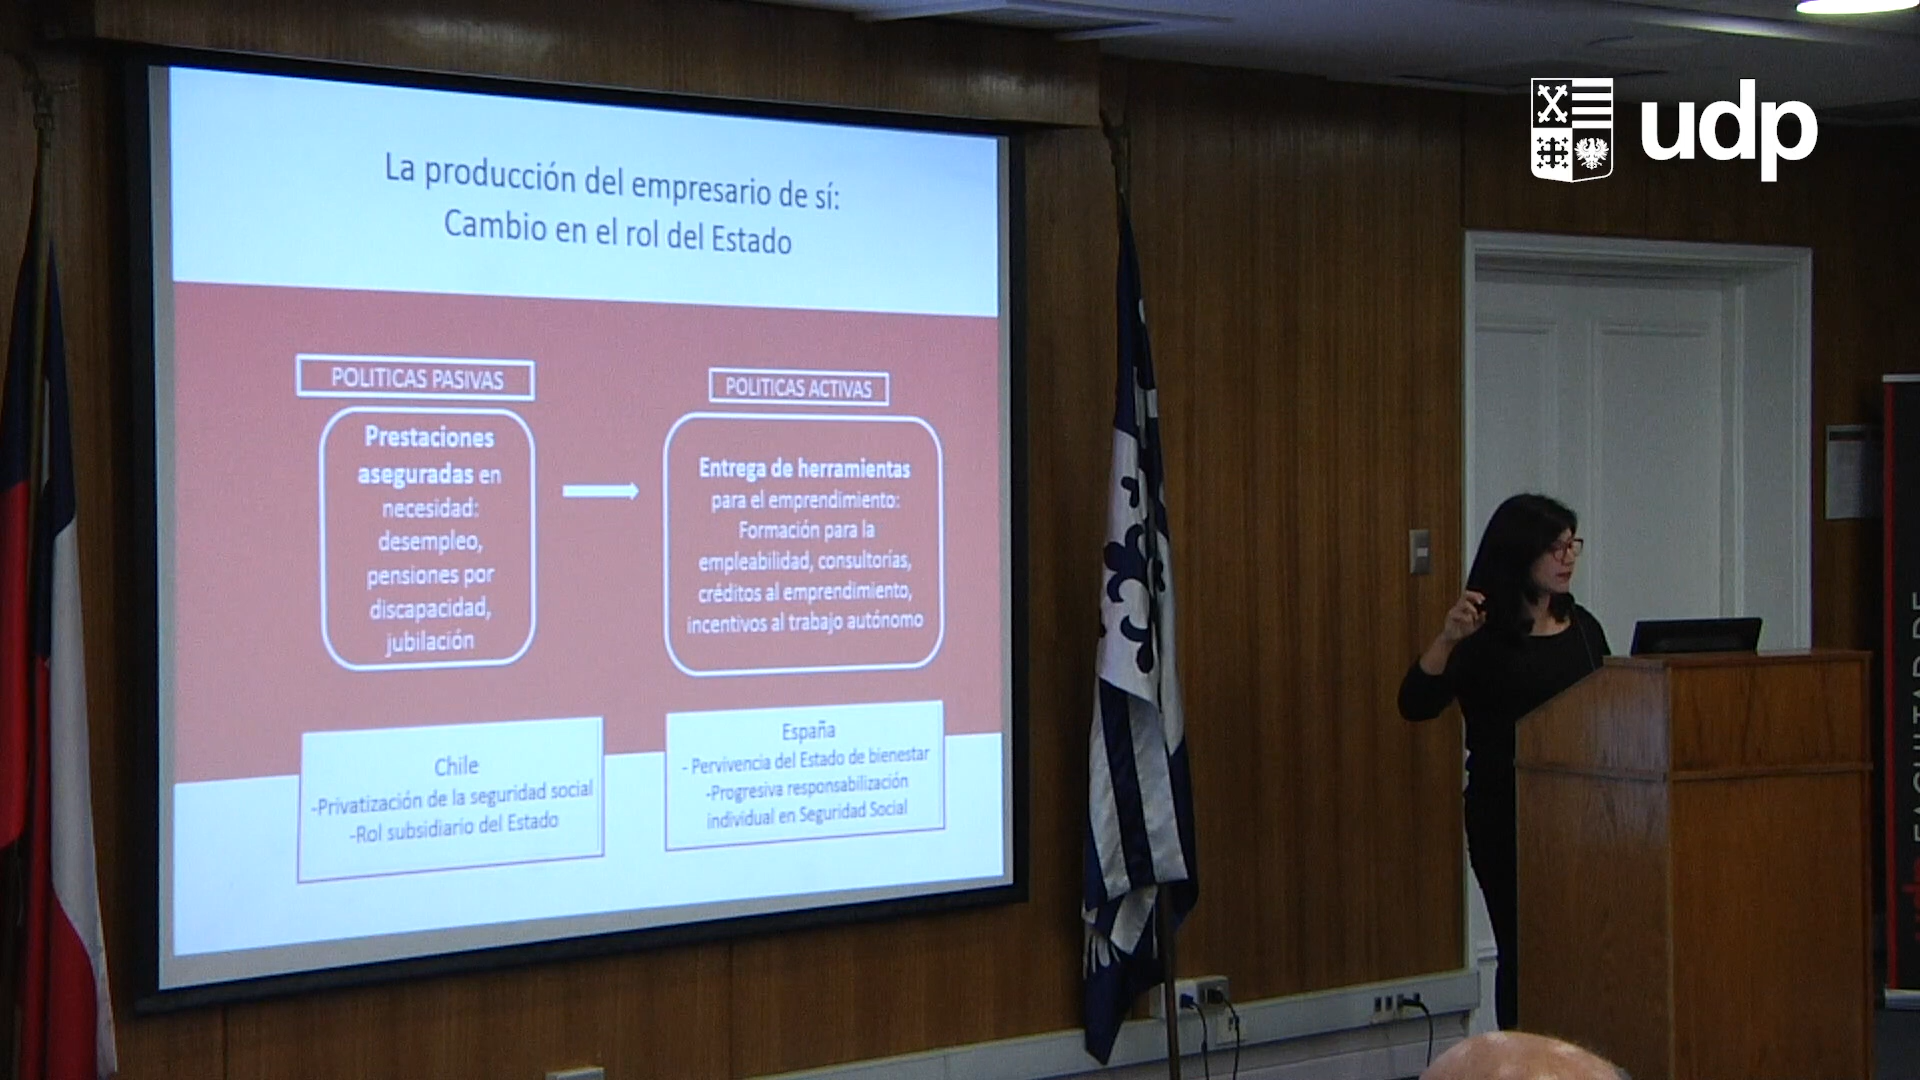 udp
La producción del empresario de sí:
Cambio en el rol del Estado
POLITICAS PASIVAS
Prestaciones
aseguradas en
necesidad:
desempleo,
pensiones por
discapacidad,
jubilación
POLITICAS ACTIVAS
Entrega de herramientas
para el emprendimiento:
Formación para la
empleabilidad, consultorías,
créditos al emprendimiento,
incentivos al trabajo autónomo
Chile
-Privatización de la seguridad social
-Rol subsidiario del Estado
España
- Pervivencia del Estado de bienestar
-Progresiva responsabilización
individual en Seguridad Social
udp FACULTAD DE